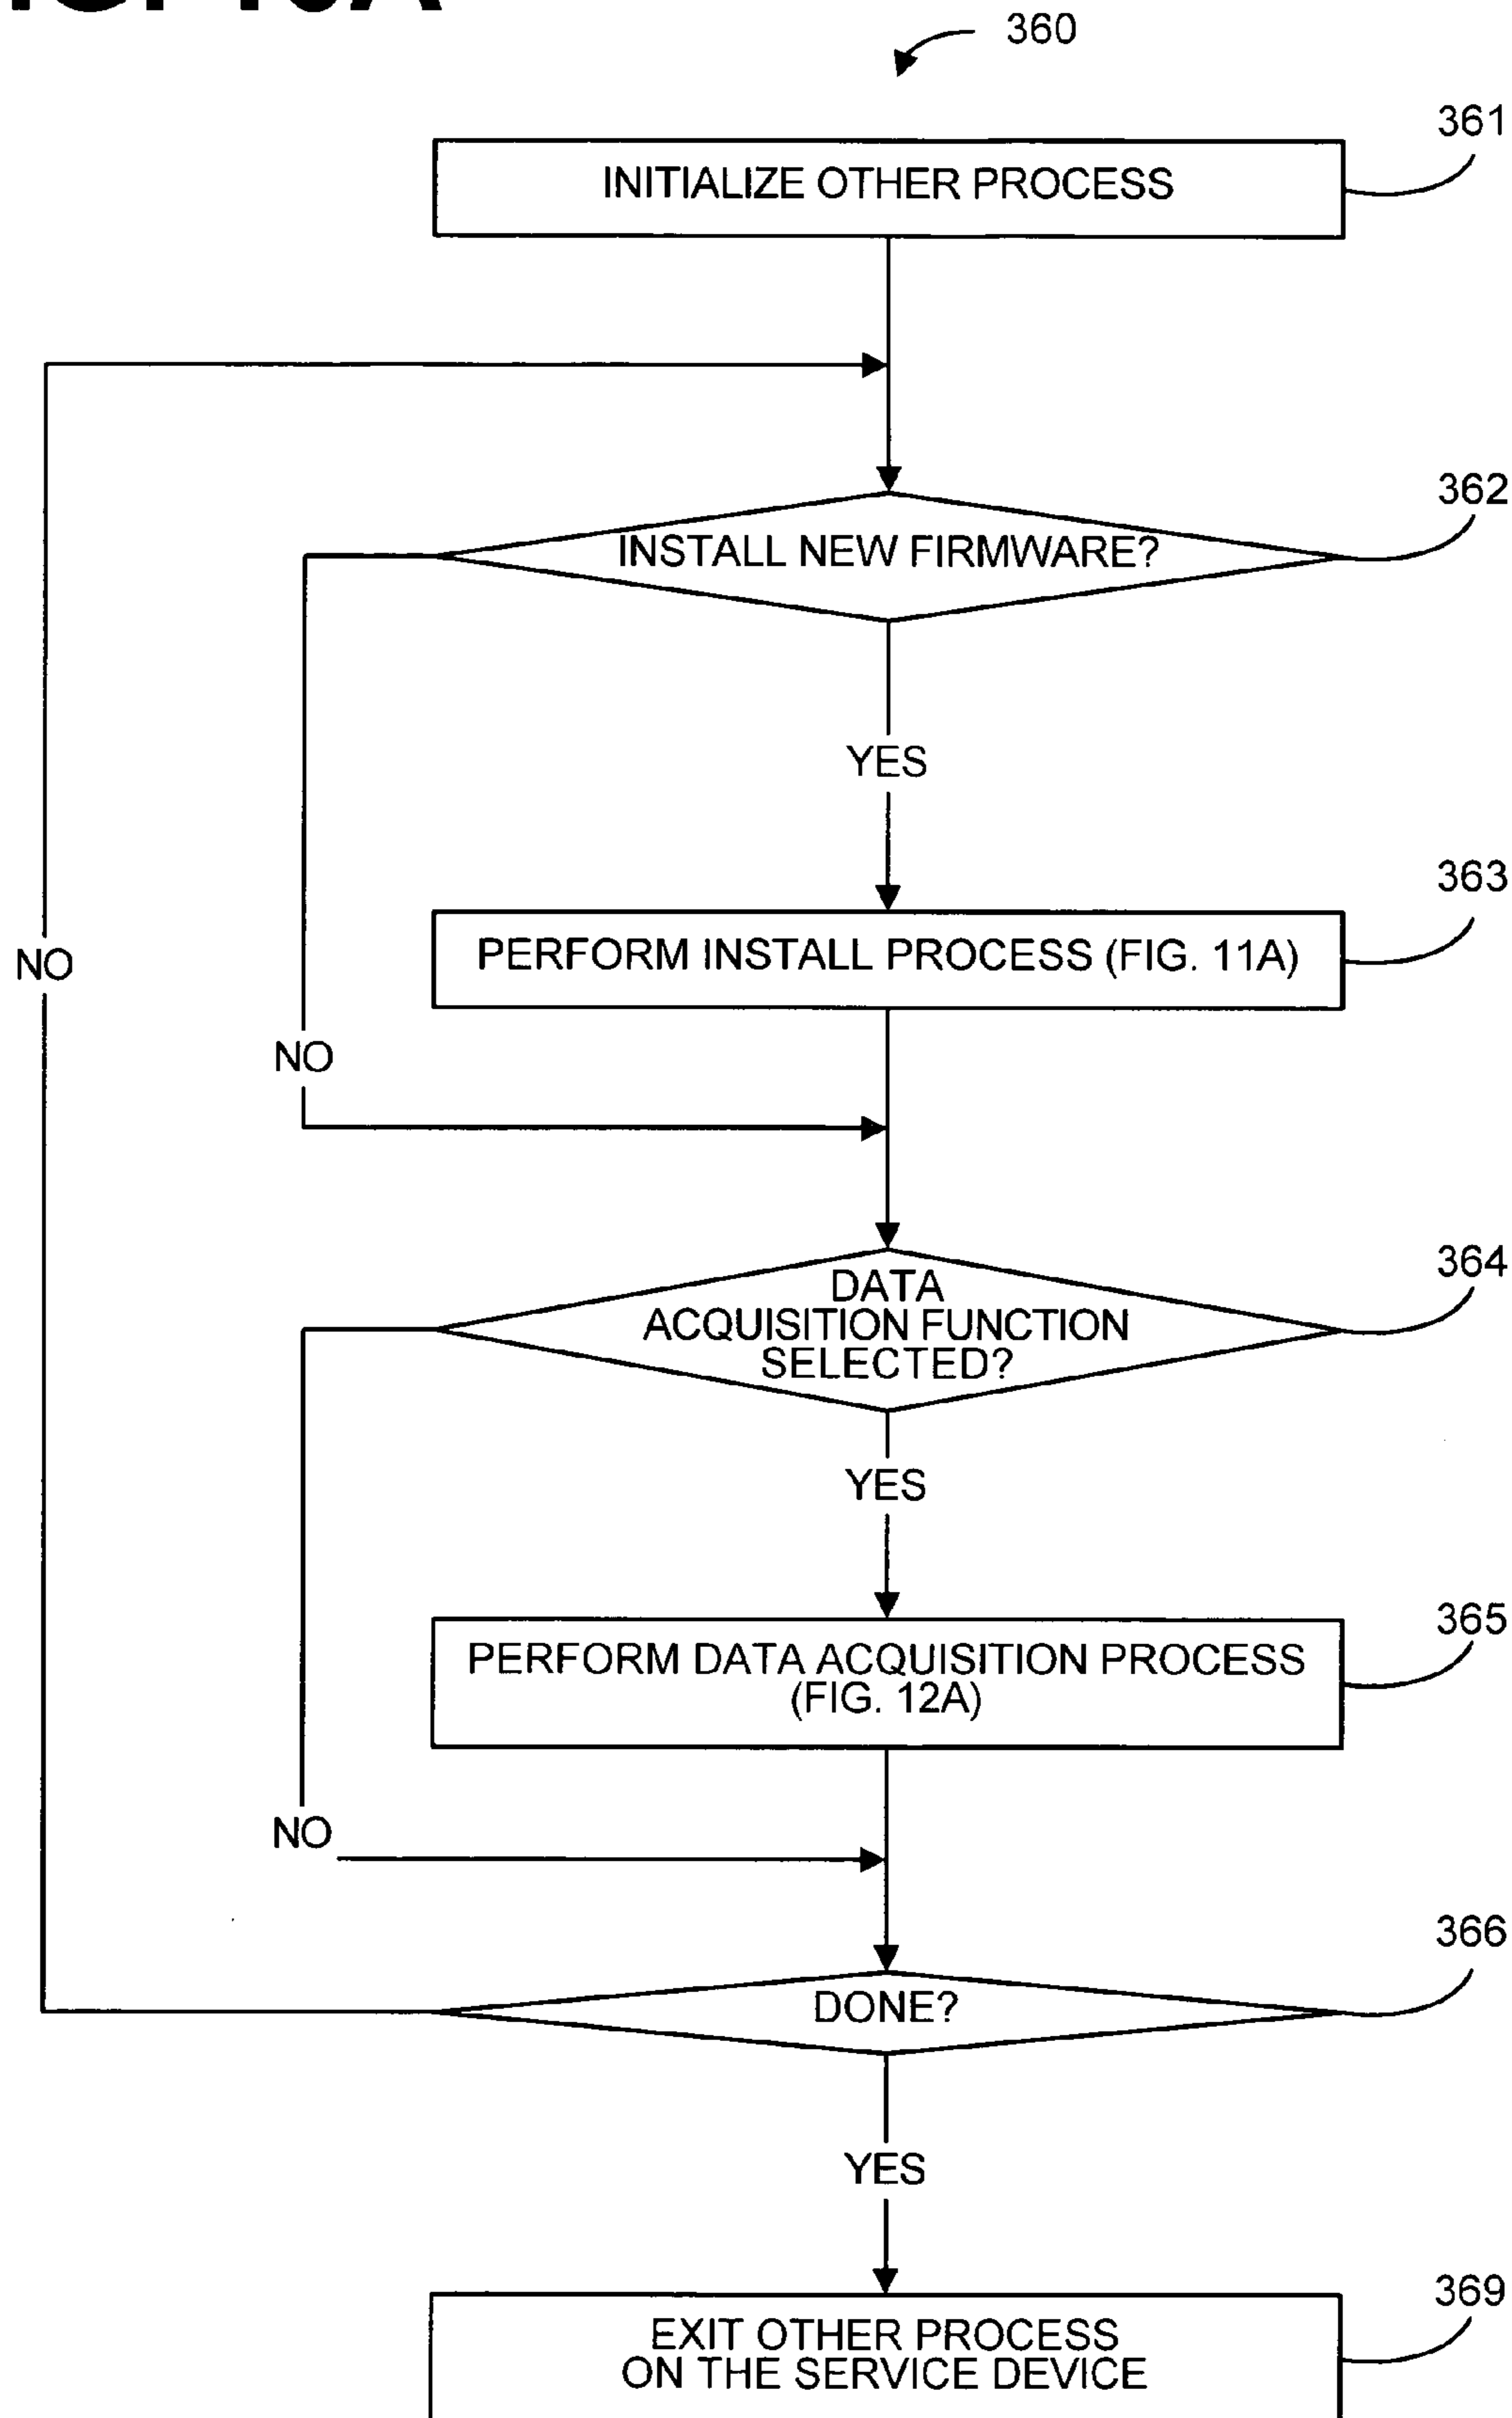 360
361
INITIALIZE OTHER PROCESS
362
INSTALL NEW FIRMWARE?
YES
363
PERFORM INSTALL PROCESS (FIG. 11A)
NO
NO
364
DATA
ACQUISITION FUNCTION
SELECTED?
YES
365
PERFORM DATA ACQUISITION PROCESS
(FIG. 12A)
NO
366
DONE?
YES
369
EXIT OTHER PROCESS
ON THE SERVICE DEVICE